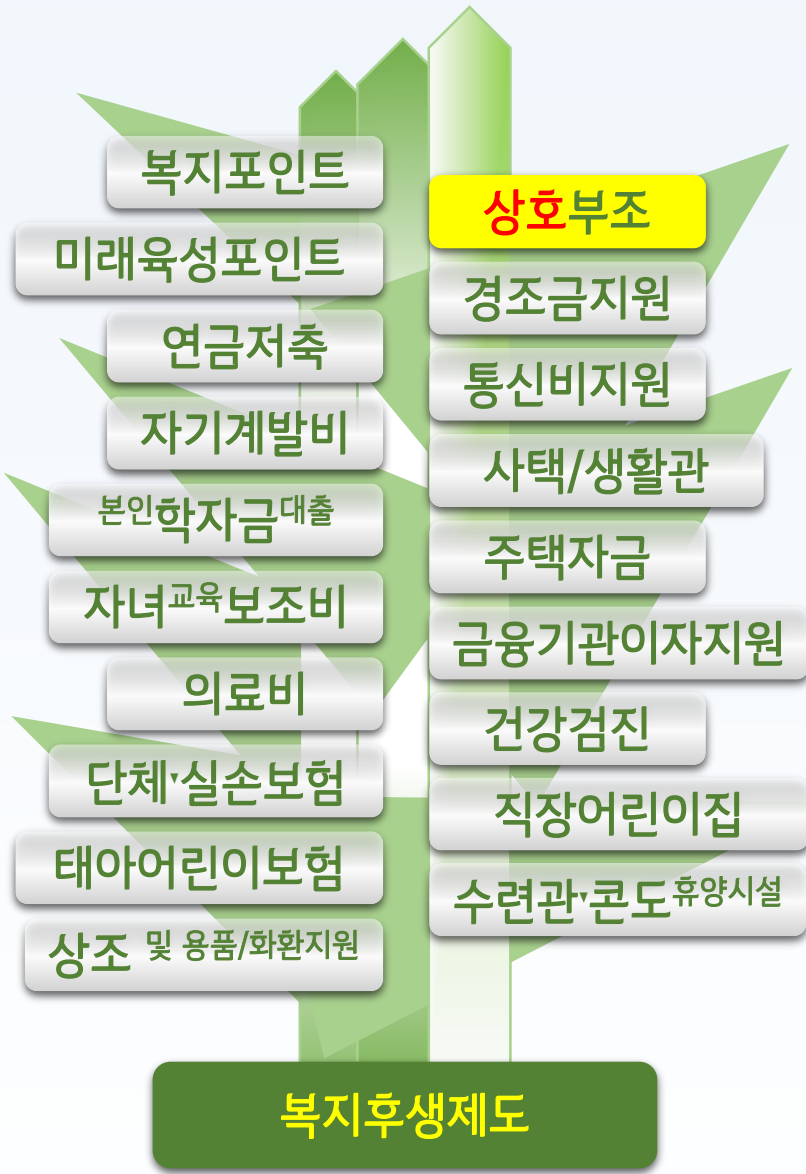 복지포인트
미래육성포인트
연금저축
자기계발비
본인학자금대출
자녀교육보조비
의료비
단체▾실손보험
태아어린이보험
상조 및 용품/화환지원
상호부조
경조금지원
통신비지원
사택/생활관
주택자금
금융기관이자지원
건강검진
직장어린이집
수련관▾콘도휴양시설
복지후생제도